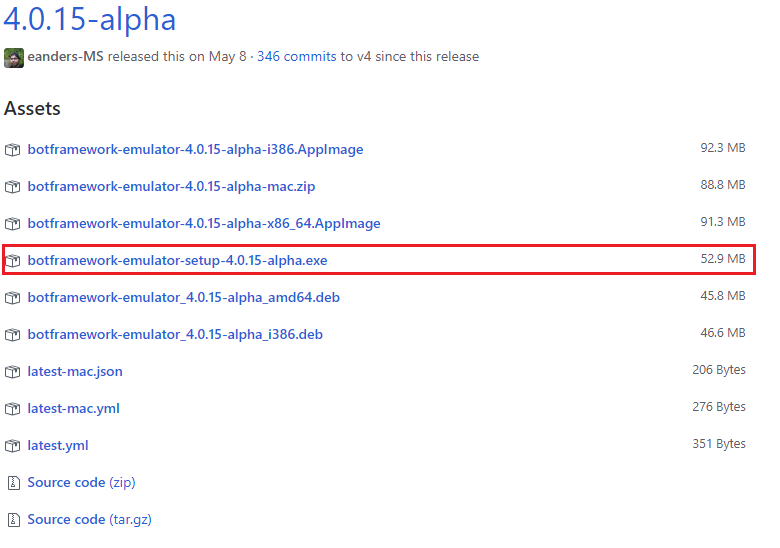 4.0.15-alpha
eanders-MS released this on May 8 · 346 commits to v4 since this release
Assets
botframework-emulator-4.0.15-alpha-i386.AppImage 92.3 MB
botframework-emulator-4.0.15-alpha-mac.zip 88.8 MB
botframework-emulator-4.0.15-alpha-x86_64.AppImage 91.3 MB
botframework-emulator-setup-4.0.15-alpha.exe 52.9 MB
botframework-emulator_4.0.15-alpha_amd64.deb 45.8 MB
botframework-emulator_4.0.15-alpha_i386.deb 46.6 MB
latest-mac.json 206 Bytes
latest-mac.yml 276 Bytes
latest.yml 351 Bytes
Source code (zip)
Source code (tar.gz)